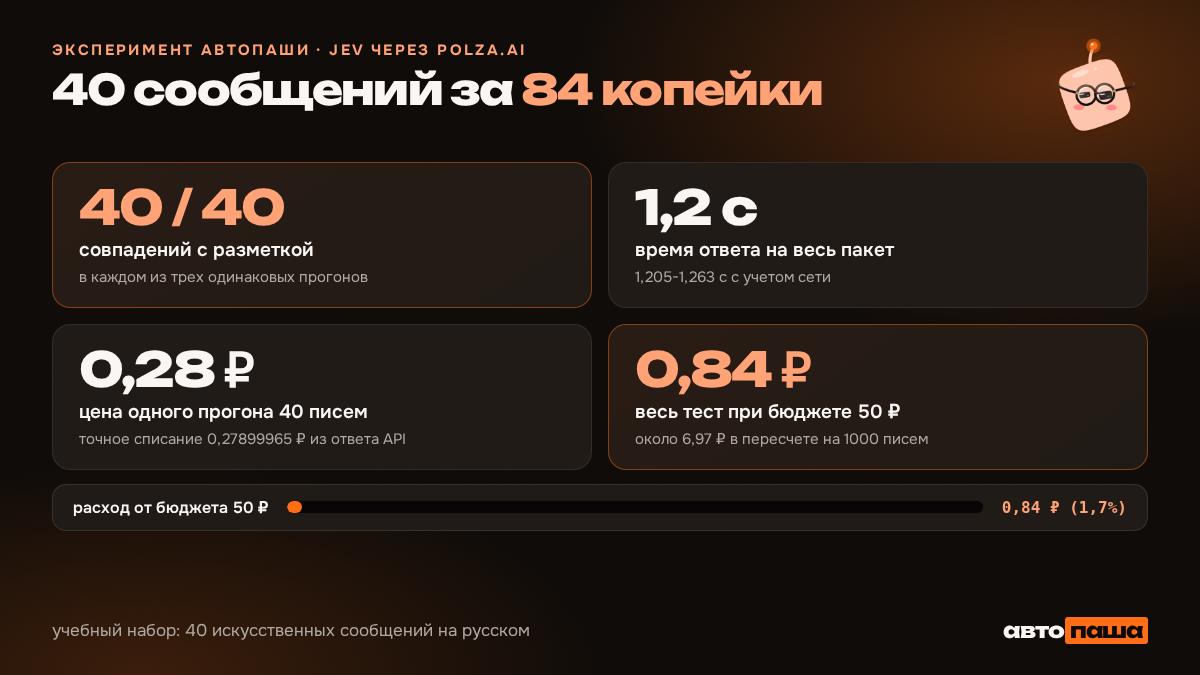 ЭКСПЕРИМЕНТ АВТОПАШИ · JEV ЧЕРЕЗ POLZA.AI
40 сообщений за 84 копейки
40 / 40
совпадений с разметкой
в каждом из трех одинаковых прогонов
1,2 с
время ответа на весь пакет
1,205-1,263 с с учетом сети
0,28 ₽
цена одного прогона 40 писем
точное списание 0,27899965 ₽ из ответа API
0,84 ₽
весь тест при бюджете 50 ₽
около 6,97 ₽ в пересчете на 1000 писем
расход от бюджета 50 ₽
0,84 ₽ (1,7%)
учебный набор: 40 искусственных сообщений на русском
авто паша